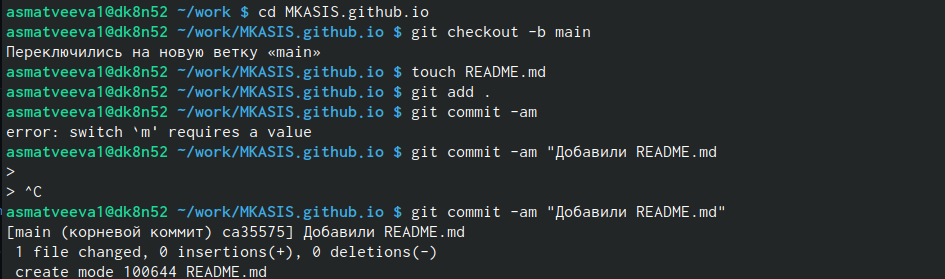 asmatveeva1@dk8n52 ~/work $ cd MKASIS.github.io
asmatveeva1@dk8n52 ~/work/MKASIS.github.io $ git checkout -b main
Переключились на новую ветку «main»
asmatveeva1@dk8n52 ~/work/MKASIS.github.io $ touch README.md
asmatveeva1@dk8n52 ~/work/MKASIS.github.io $ git add .
asmatveeva1@dk8n52 ~/work/MKASIS.github.io $ git commit -am
error: switch `m' requires a value
asmatveeva1@dk8n52 ~/work/MKASIS.github.io $ git commit -am "Добавили README.md
>
> ^C
asmatveeva1@dk8n52 ~/work/MKASIS.github.io $ git commit -am "Добавили README.md"
[main (корневой коммит) ca35575] Добавили README.md
 1 file changed, 0 insertions(+), 0 deletions(-)
 create mode 100644 README.md